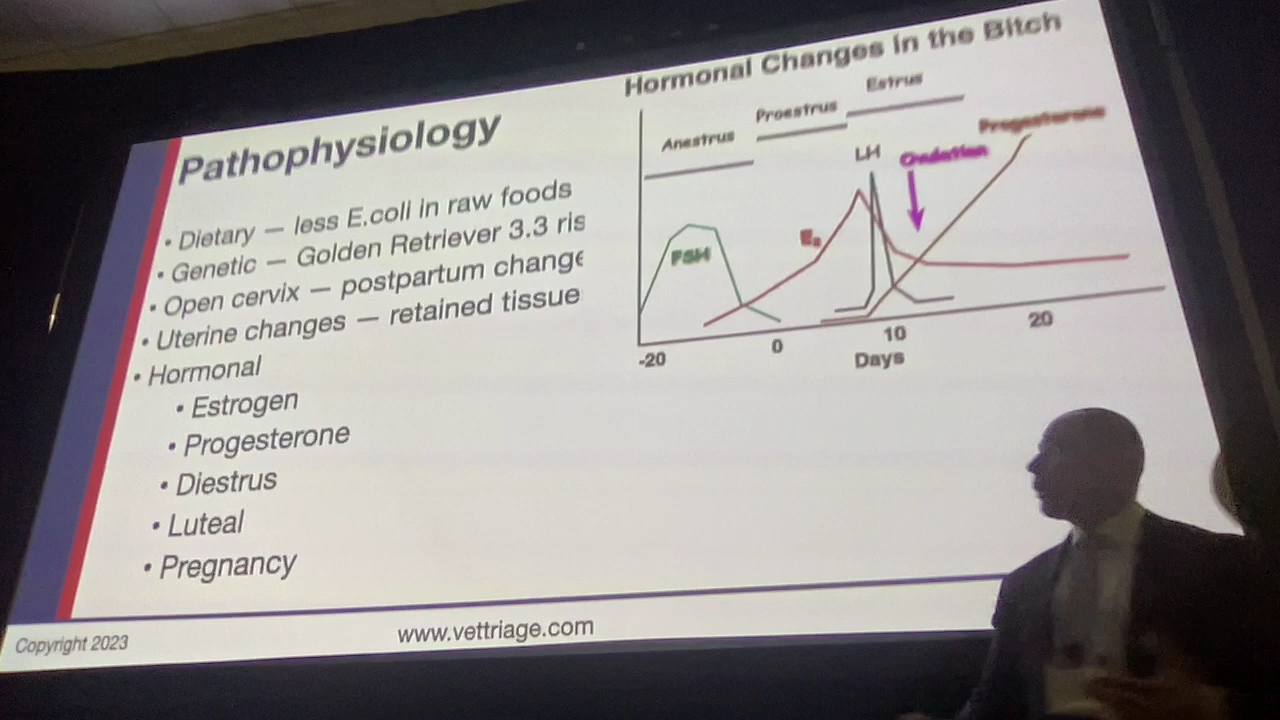 Pathophysiology
• Dietary — less E.coli in raw foods
• Genetic — Golden Retriever 3.3 ris
• Open cervix — postpartum change
• Uterine changes — retained tissue
• Hormonal
• Estrogen
• Progesterone
• Diestrus
• Luteal
• Pregnancy
Hormonal Changes in the Bitch
Anestrus
Proestrus
Estrus
FSH
E₂
LH
Ovulation
Progesterone
-20
0
10
20
Days
Copyright 2023
www.vettriage.com